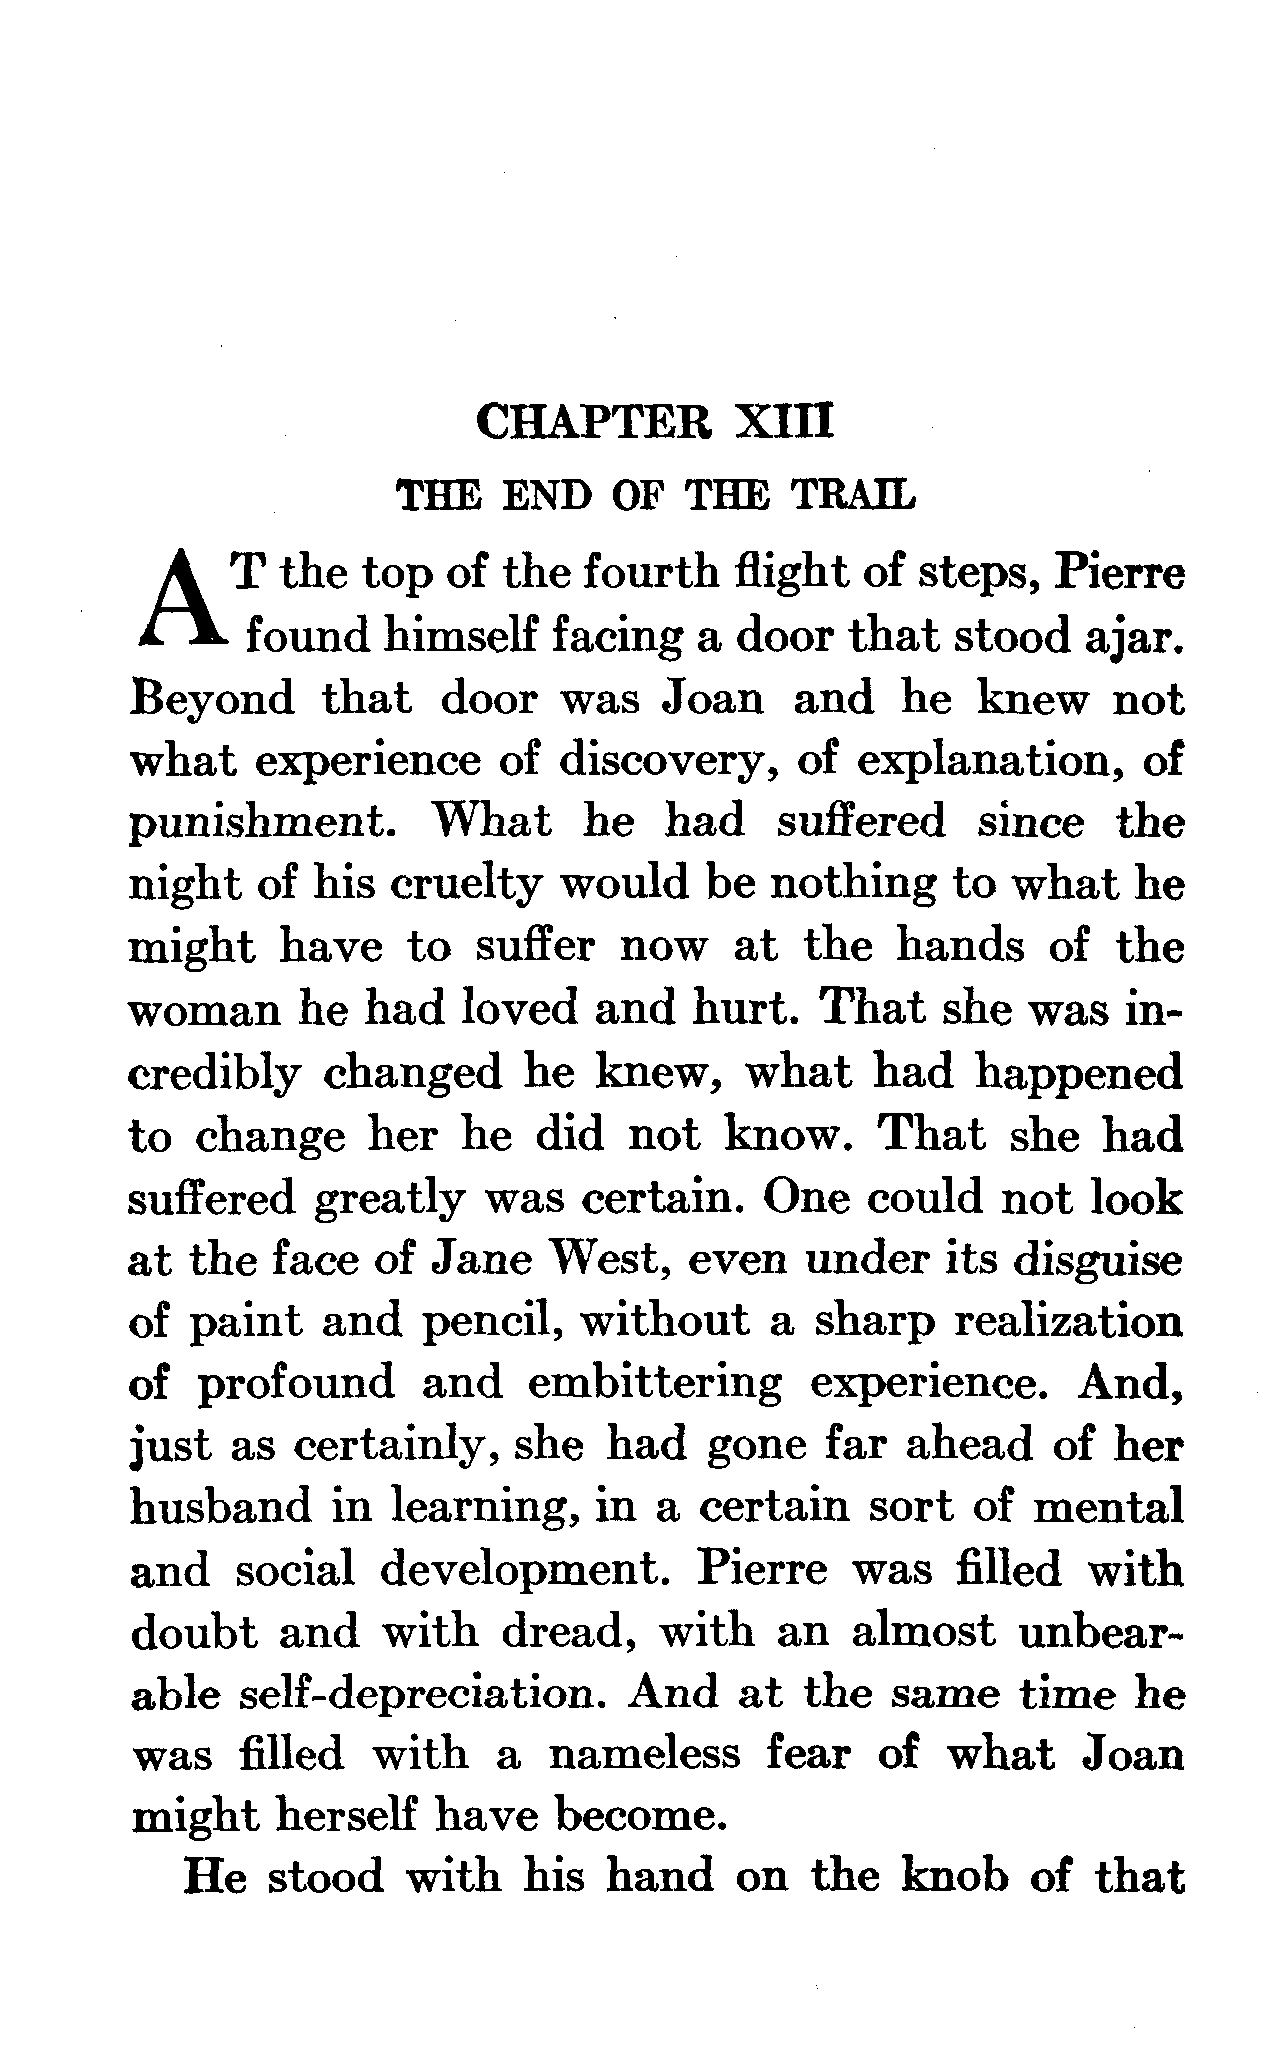 CHAPTER XIII
THE END OF THE TRAIL
AT the top of the fourth flight of steps, Pierre
found himself facing a door that stood ajar.
Beyond that door was Joan and he knew not
what experience of discovery, of explanation, of
punishment. What he had suffered since the
night of his cruelty would be nothing to what he
might have to suffer now at the hands of the
woman he had loved and hurt. That she was in-
credibly changed he knew, what had happened
to change her he did not know. That she had
suffered greatly was certain. One could not look
at the face of Jane West, even under its disguise
of paint and pencil, without a sharp realization
of profound and embittering experience. And,
just as certainly, she had gone far ahead of her
husband in learning, in a certain sort of mental
and social development. Pierre was filled with
doubt and with dread, with an almost unbear-
able self-depreciation. And at the same time he
was filled with a nameless fear of what Joan
might herself have become.
He stood with his hand on the knob of that